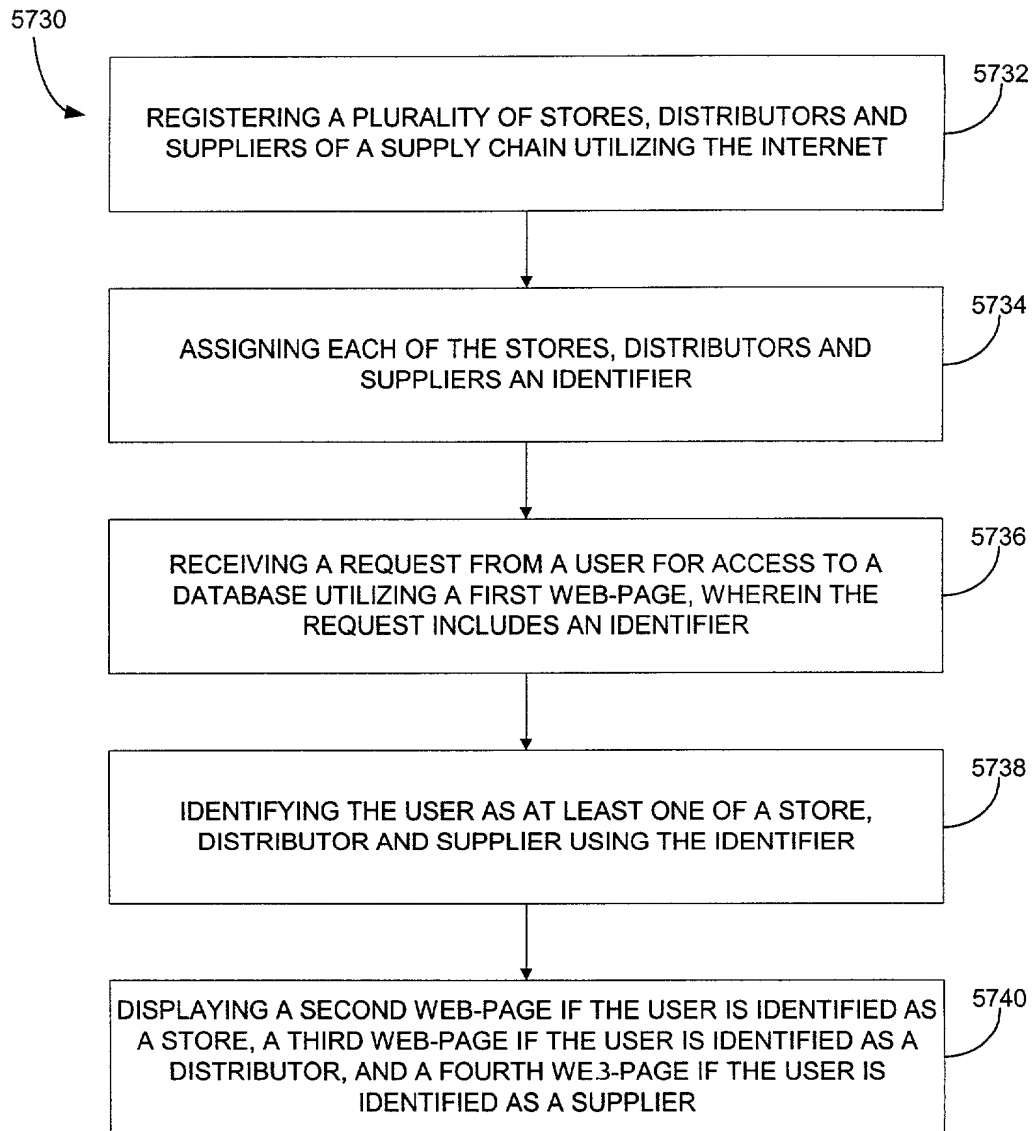 5730
5732
REGISTERING A PLURALITY OF STORES, DISTRIBUTORS AND
SUPPLIERS OF A SUPPLY CHAIN UTILIZING THE INTERNET
5734
ASSIGNING EACH OF THE STORES, DISTRIBUTORS AND
SUPPLIERS AN IDENTIFIER
5736
RECEIVING A REQUEST FROM A USER FOR ACCESS TO A
DATABASE UTILIZING A FIRST WEB-PAGE, WHEREIN THE
REQUEST INCLUDES AN IDENTIFIER
5738
IDENTIFYING THE USER AS AT LEAST ONE OF A STORE,
DISTRIBUTOR AND SUPPLIER USING THE IDENTIFIER
5740
DISPLAYING A SECOND WEB-PAGE IF THE USER IS IDENTIFIED AS
A STORE, A THIRD WEB-PAGE IF THE USER IS IDENTIFIED AS A
DISTRIBUTOR, AND A FOURTH WEB-PAGE IF THE USER IS
IDENTIFIED AS A SUPPLIER